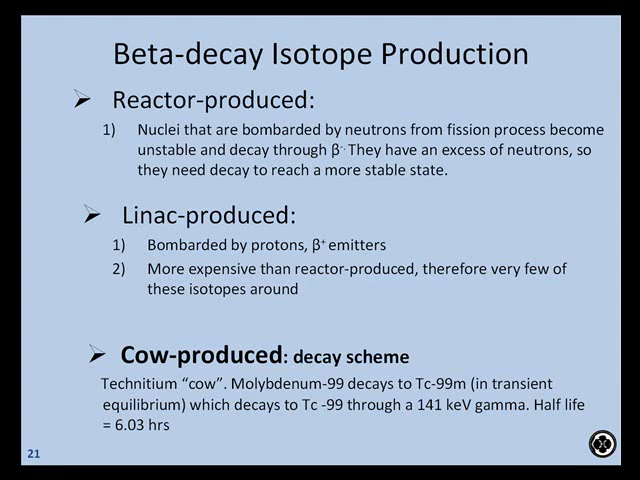 Beta-decay Isotope Production
➢ Reactor-produced:
1) Nuclei that are bombarded by neutrons from fission process become
unstable and decay through β⁻. They have an excess of neutrons, so
they need decay to reach a more stable state.
➢ Linac-produced:
1) Bombarded by protons, β⁺ emitters
2) More expensive than reactor-produced, therefore very few of
these isotopes around
➢ Cow-produced: decay scheme
Technitium “cow”. Molybdenum-99 decays to Tc-99m (in transient
equilibrium) which decays to Tc -99 through a 141 keV gamma. Half life
= 6.03 hrs
21